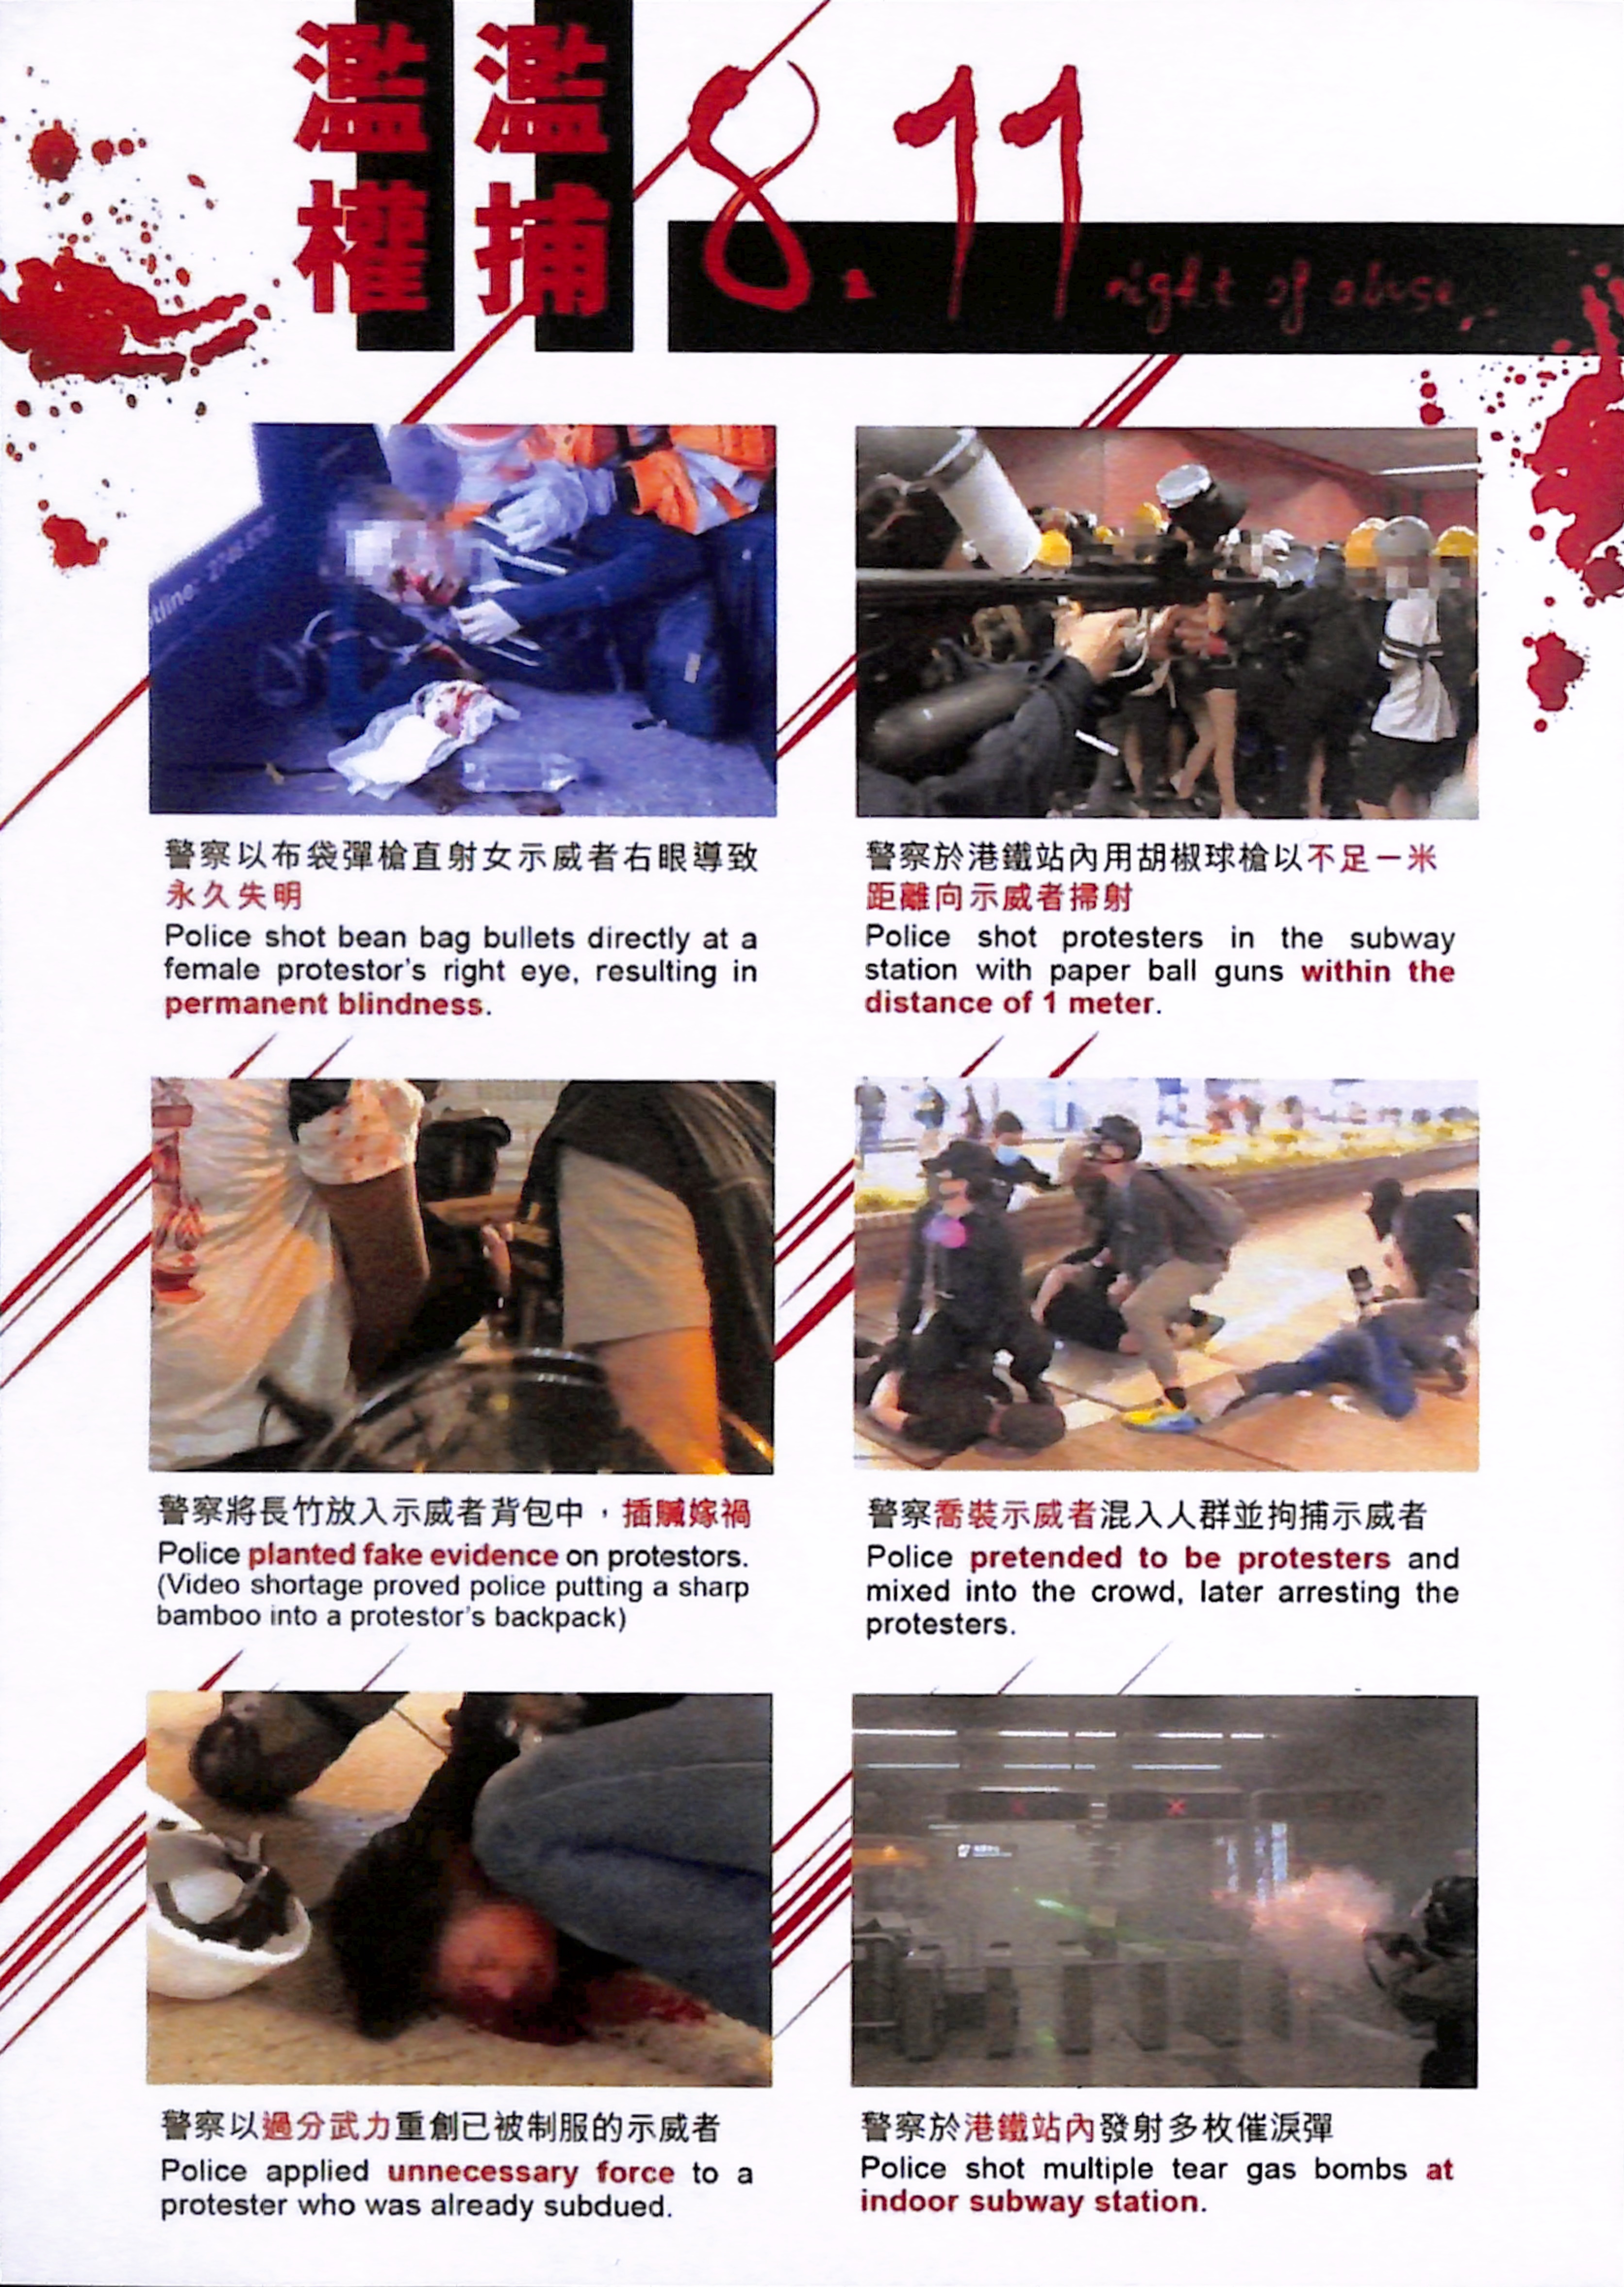 濫權
濫捕
8.11
right of abuse
tline:
警察以布袋彈槍直射女示威者右眼導致
永久失明
Police shot bean bag bullets directly at a
female protestor's right eye, resulting in
permanent blindness.
警察於港鐵站內用胡椒球槍以不足一米
距離向示威者掃射
Police shot protesters in the subway
station with paper ball guns within the
distance of 1 meter.
警察將長竹放入示威者背包中，插贓嫁禍
Police planted fake evidence on protestors.
(Video shortage proved police putting a sharp
bamboo into a protestor's backpack)
警察喬裝示威者混入人群並拘捕示威者
Police pretended to be protesters and
mixed into the crowd, later arresting the
protesters.
警察以過分武力重創已被制服的示威者
Police applied unnecessary force to a
protester who was already subdued.
警察於港鐵站內發射多枚催淚彈
Police shot multiple tear gas bombs at
indoor subway station.